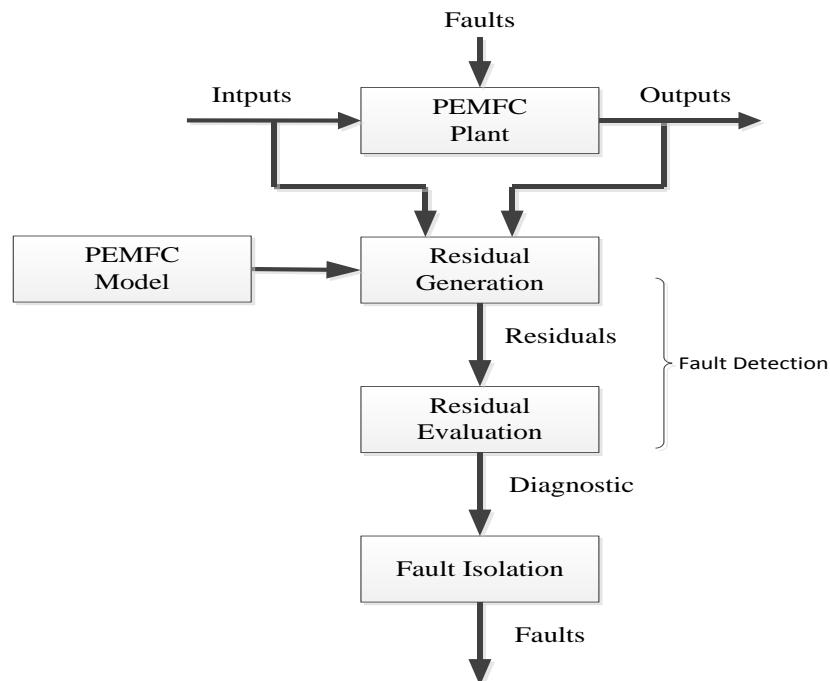 Faults
Intputs
PEMFC
Plant
Outputs
PEMFC
Model
Residual
Generation
Residuals
Fault Detection
Residual
Evaluation
Diagnostic
Fault Isolation
Faults